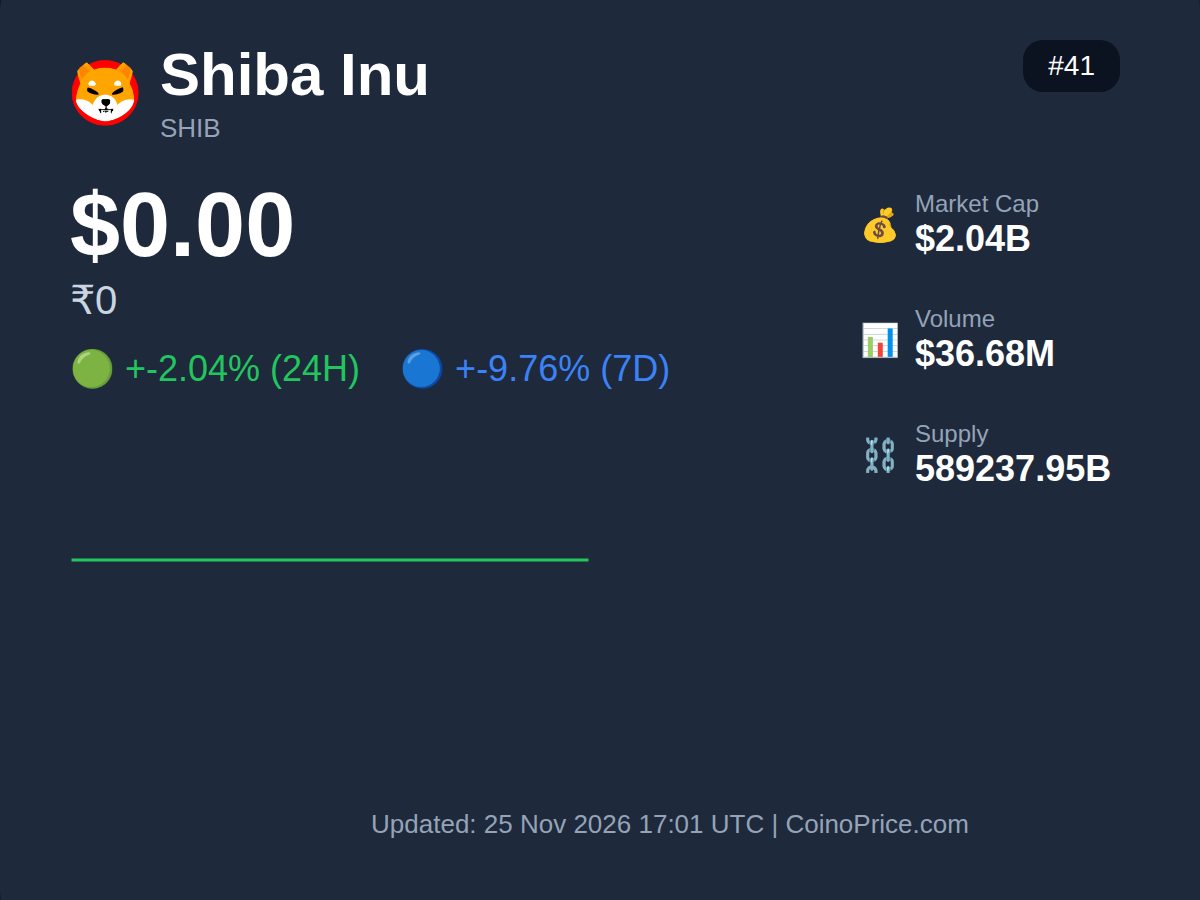 Shiba Inu
SHIB
#41
$0.00
₹0
+-2.04% (24H) +-9.76% (7D)
Market Cap
$2.04B
Volume
$36.68M
Supply
589237.95B
Updated: 25 Nov 2026 17:01 UTC | CoinoPrice.com